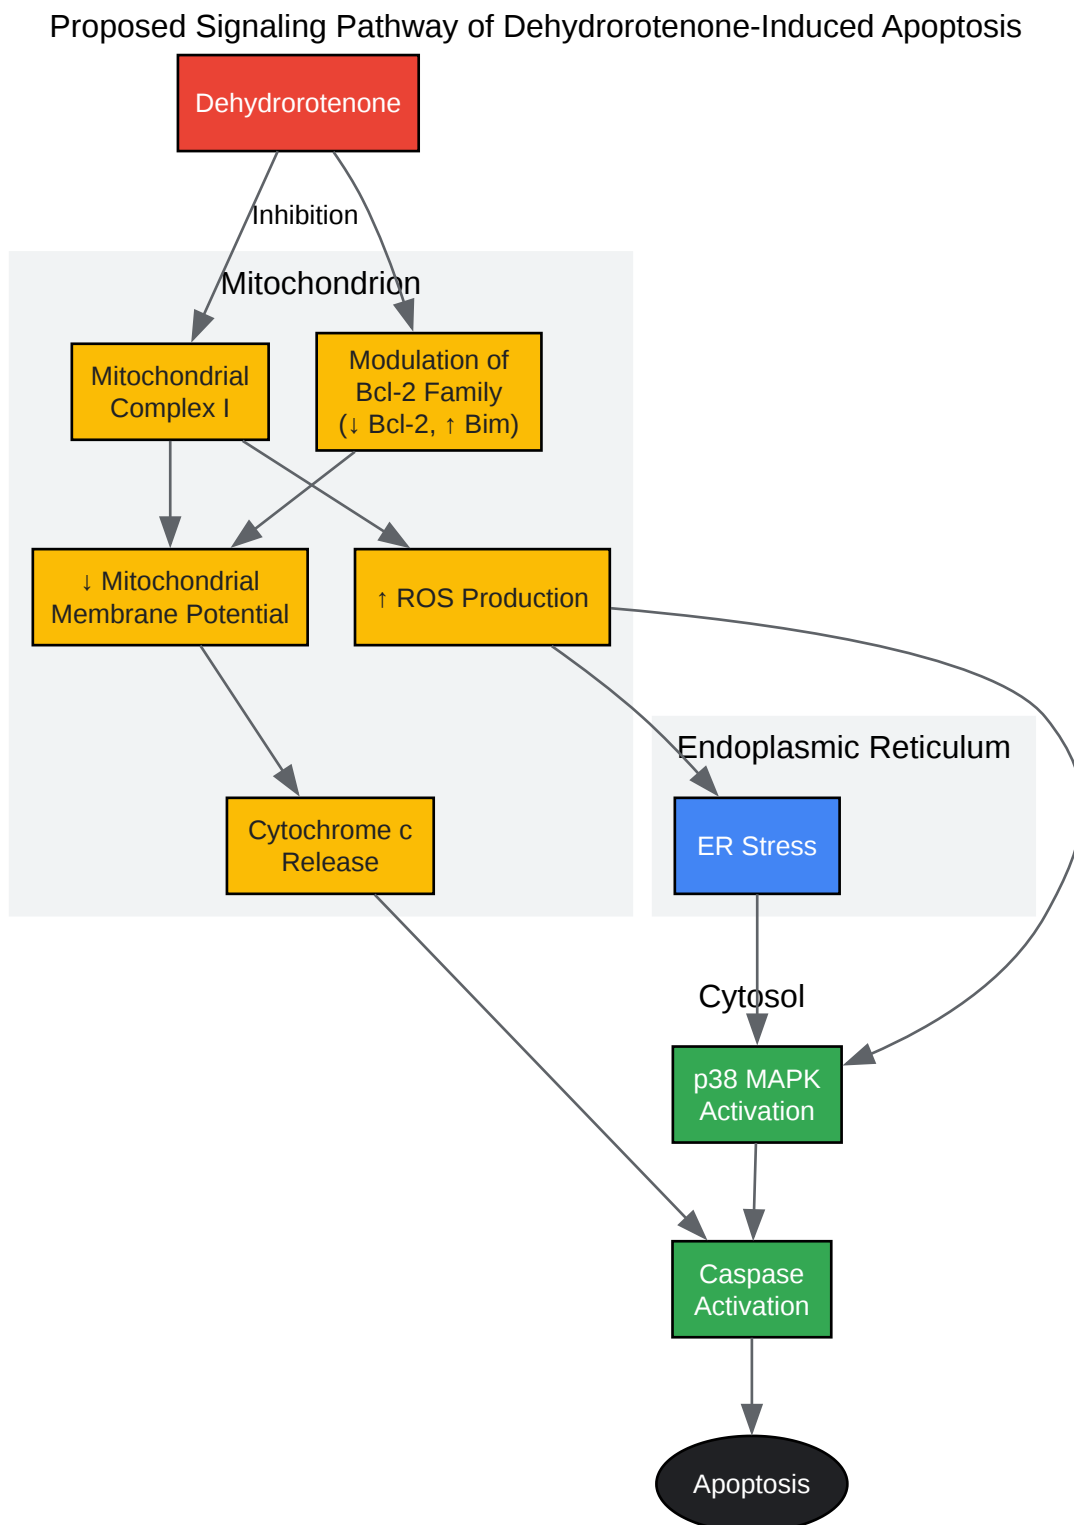 Proposed Signaling Pathway of Dehydrorotenone-Induced Apoptosis
Dehydrorotenone
Inhibition
Mitochondrion
Mitochondrial
Complex I
Modulation of
Bcl-2 Family
(↓ Bcl-2, ↑ Bim)
↓ Mitochondrial
Membrane Potential
↑ ROS Production
Endoplasmic Reticulum
Cytochrome c
Release
ER Stress
Cytosol
p38 MAPK
Activation
Caspase
Activation
Apoptosis